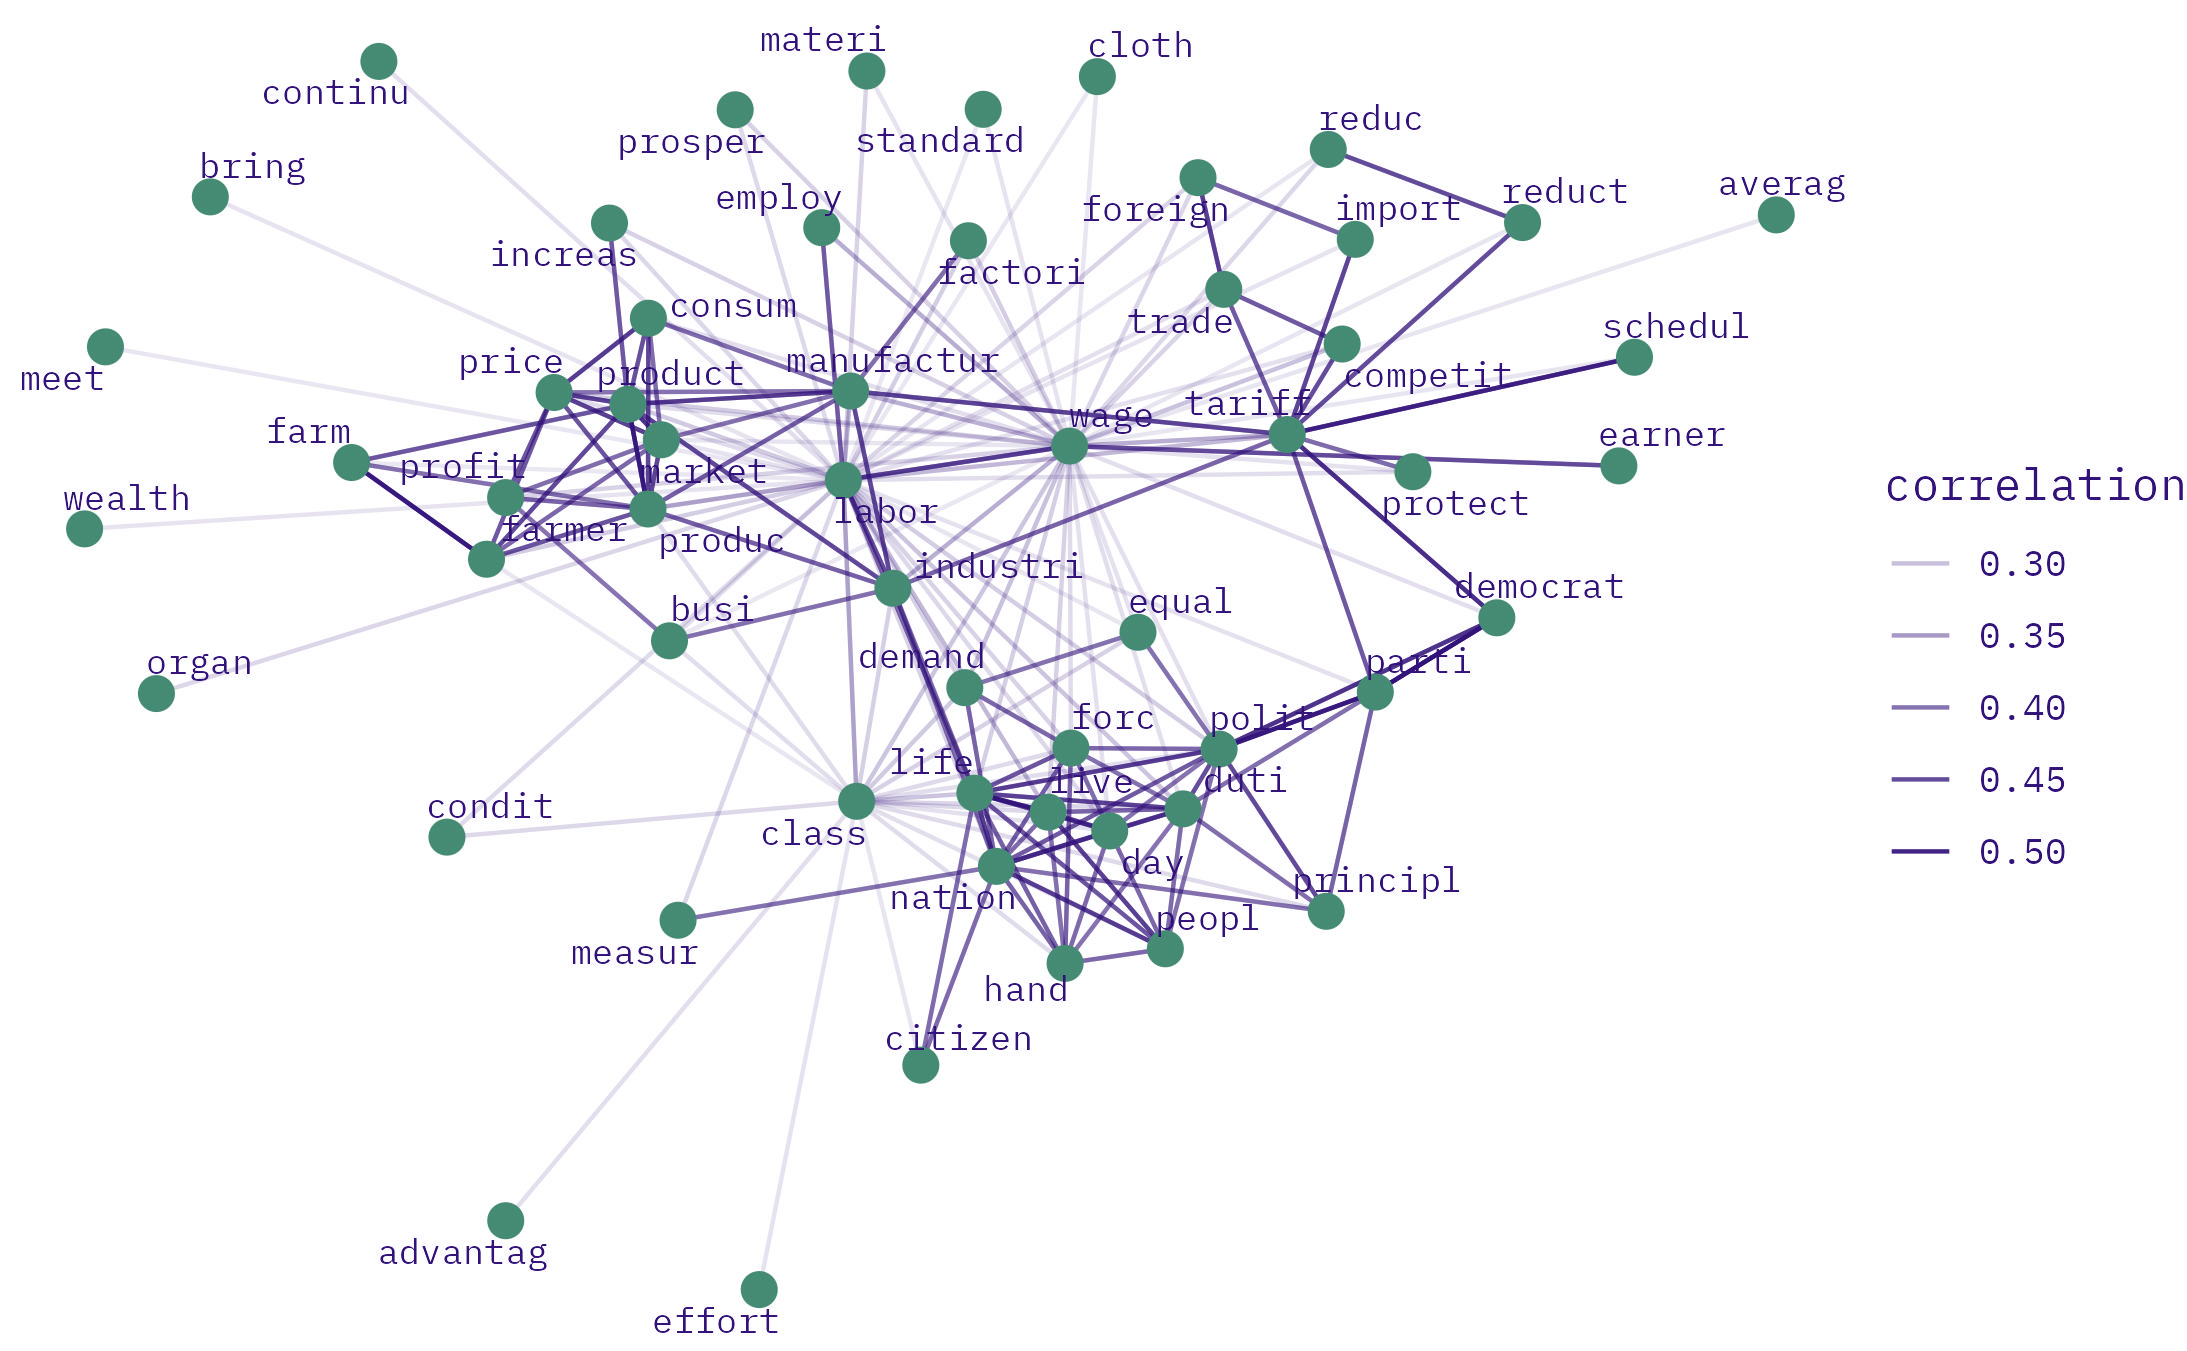 materi
cloth
continu
prosper
standard
reduc
bring
employ
foreign
import
reduct
averag
increas
factori
consum
trade
schedul
meet
price
product
manufactur
competit
farm
wage
tariff
earner
profit
market
wealth
labor
protect
correlation
farmer
produc
industri
0.30
busi
equal
democrat
0.35
organ
demand
parti
0.40
forc
polit
life
live
duti
0.45
condit
class
day
0.50
nation
principl
measur
peopl
hand
citizen
advantag
effort